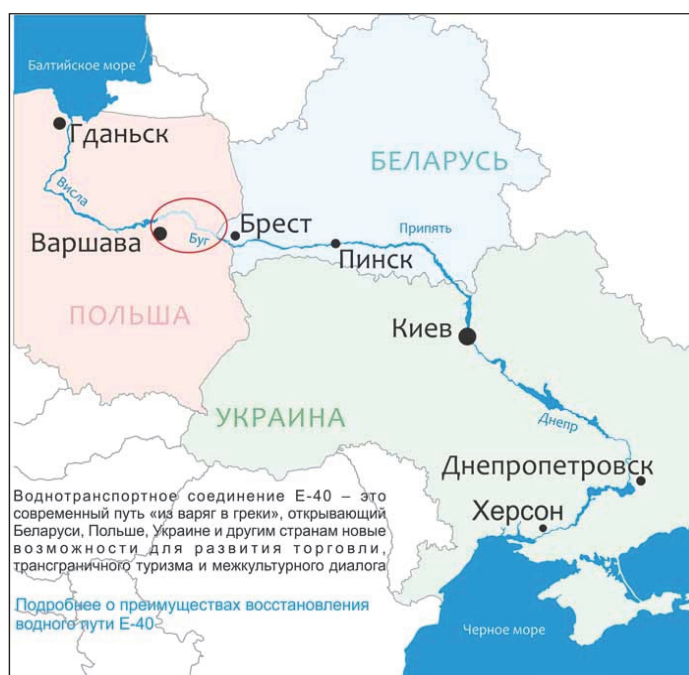 Балтийское море
Гданьск
БЕЛАРУСЬ
Висла
Брест
Припять
Варшава
Буг
Пинск
ПОЛЬША
Киев
УКРАИНА
Днепр
Днепропетровск
Херсон
Воднотранспортное соединение Е-40 – это
современный путь «из варяг в греки», открывающий
Беларуси, Польше, Украине и другим странам новые
возможности для развития торговли,
трансграничного туризма и межкультурного диалога
Подробнее о преимуществах восстановления
водного пути Е-40
Черное море